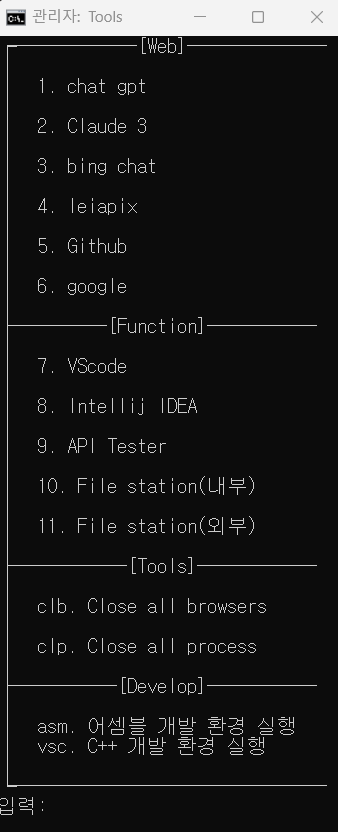 관리자: Tools
[Web]
1. chat gpt
2. Claude 3
3. bing chat
4. leiapix
5. Github
6. google
[Function]
7. VScode
8. Intellij IDEA
9. API Tester
10. File station(내부)
11. File station(외부)
[Tools]
clb. Close all browsers
clp. Close all process
[Develop]
asm. 어셈블 개발 환경 실행
vsc. C++ 개발 환경 실행
입력: